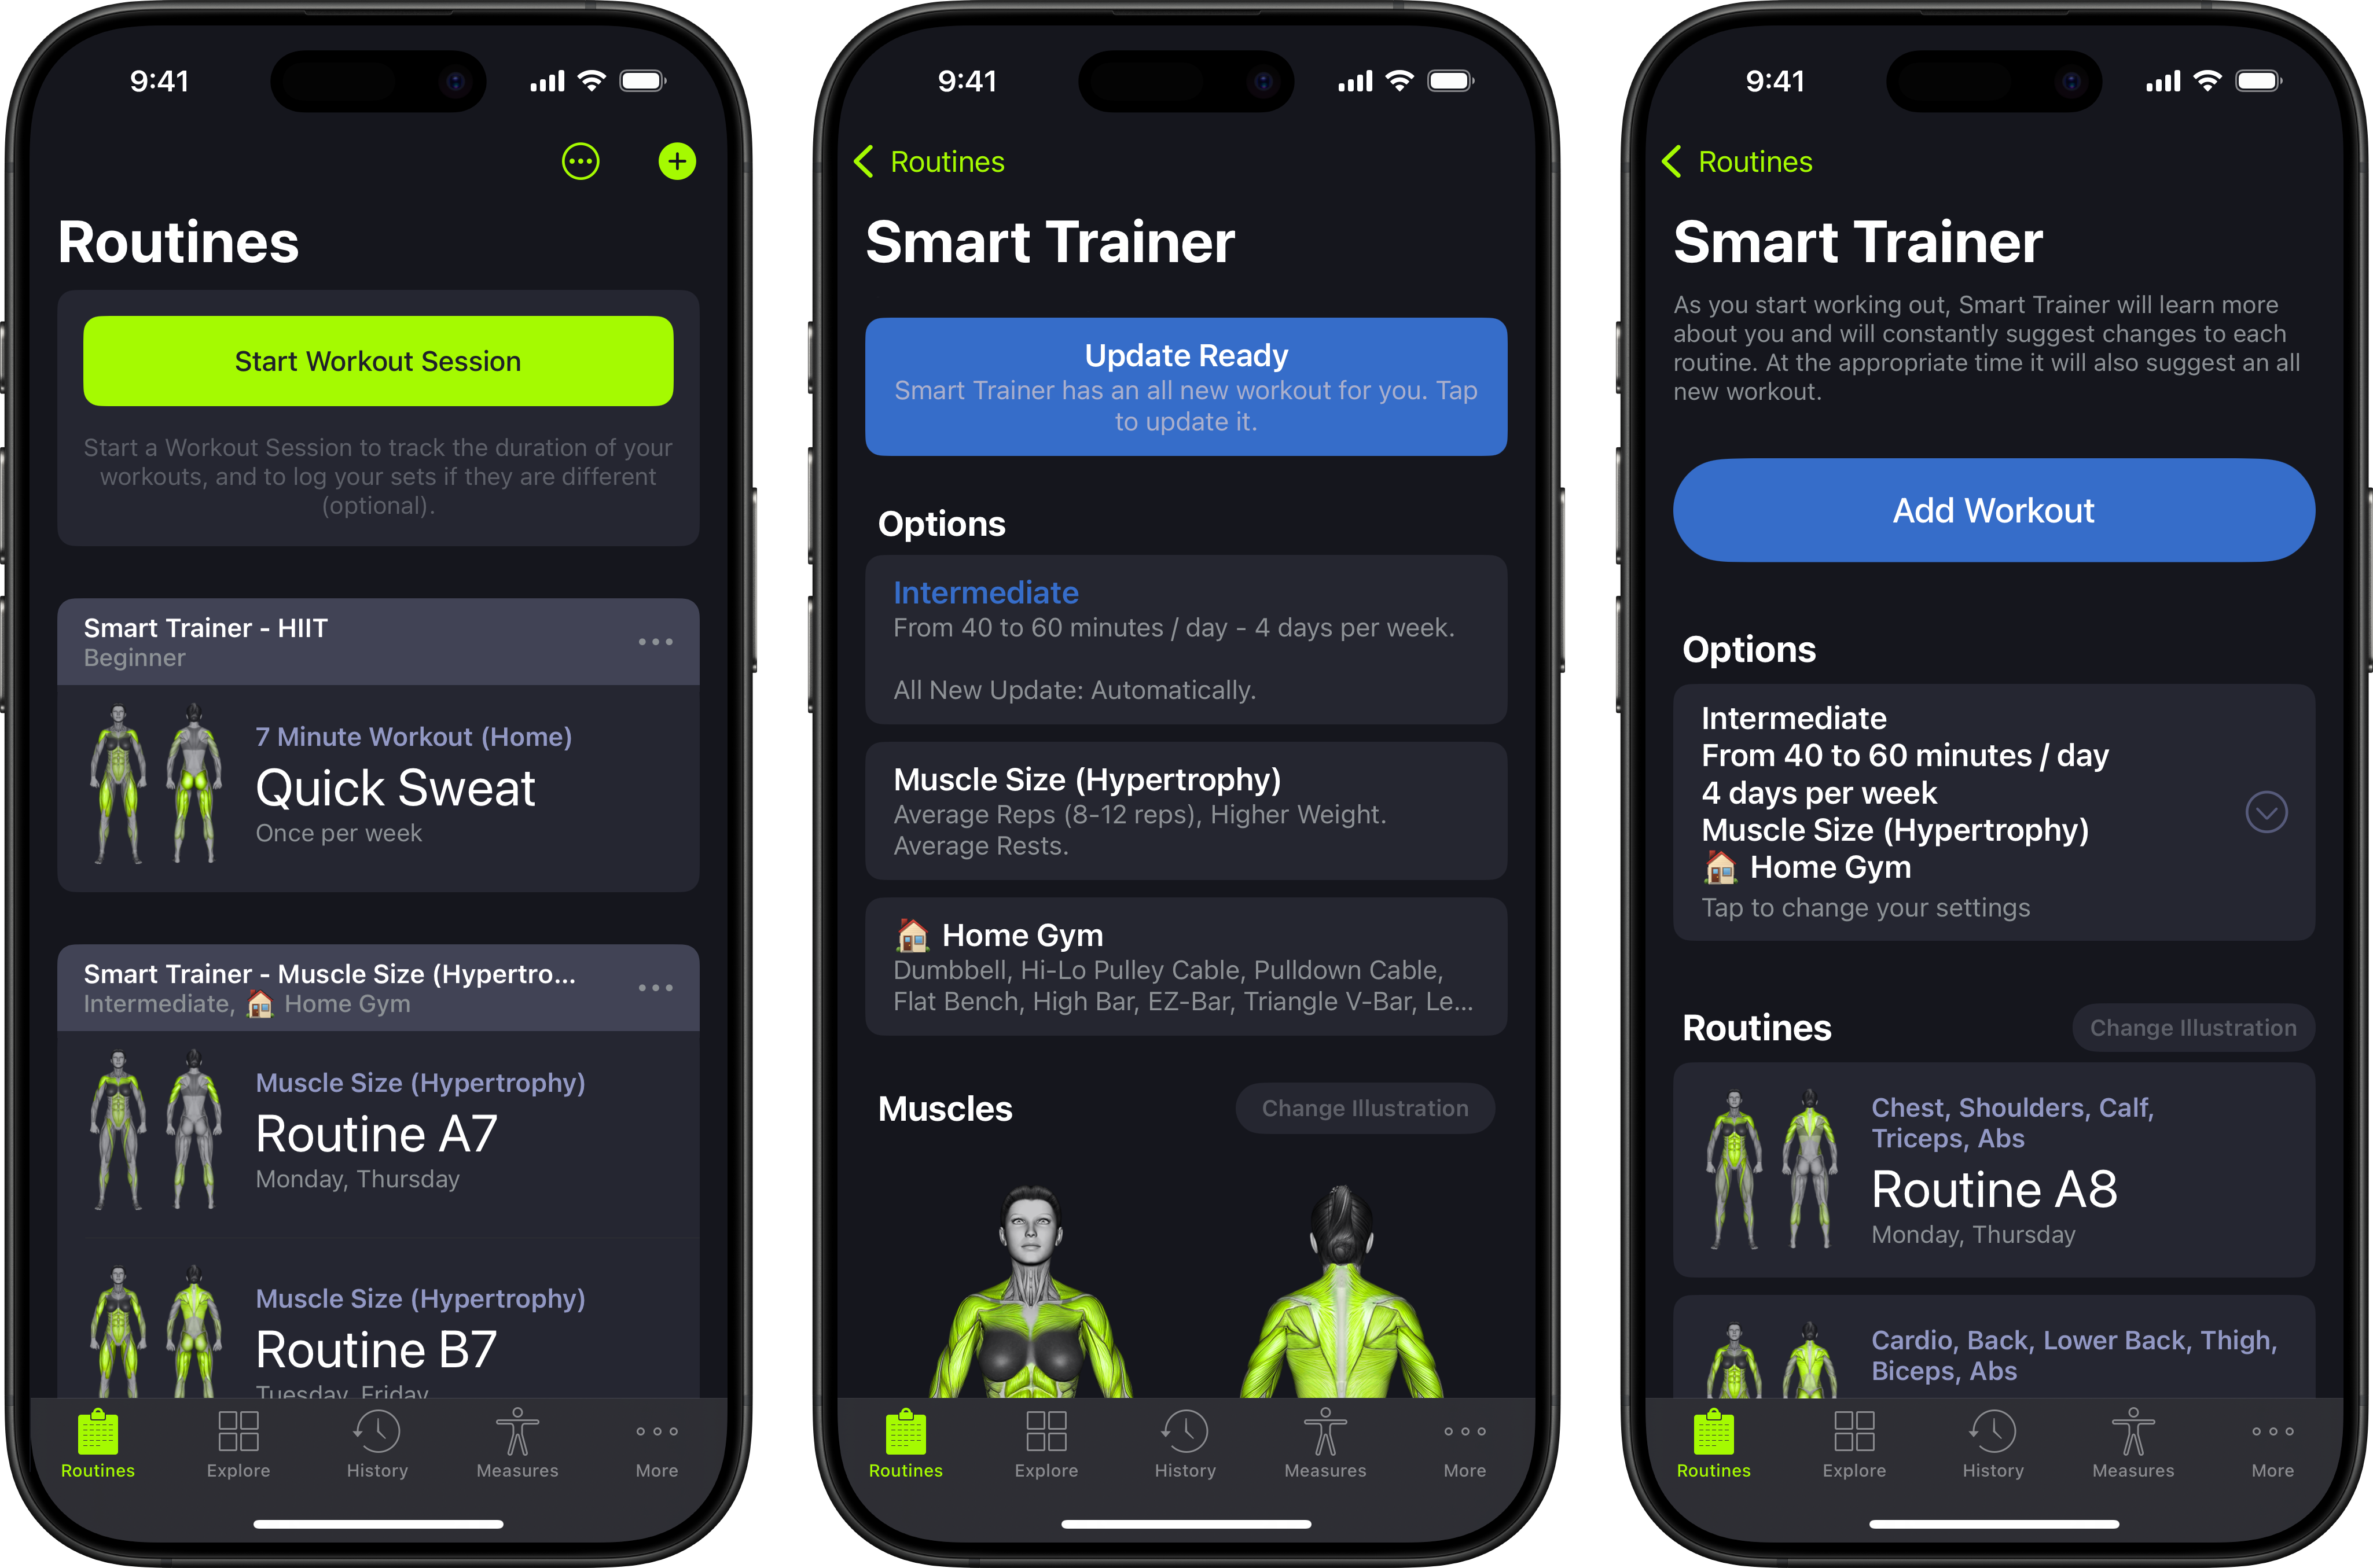 9:41
Routines
Start Workout Session
Start a Workout Session to track the duration of your
workouts, and to log your sets if they are different
(optional).
Smart Trainer - HIIT
Beginner
7 Minute Workout (Home)
Quick Sweat
Once per week
Smart Trainer - Muscle Size (Hypertro...
Intermediate, 🏠 Home Gym
Muscle Size (Hypertrophy)
Routine A7
Monday, Thursday
Muscle Size (Hypertrophy)
Routine B7
Tuesday, Friday
Routines
Explore
History
Measures
More
9:41
Routines
Smart Trainer
Update Ready
Smart Trainer has an all new workout for you. Tap
to update it.
Options
Intermediate
From 40 to 60 minutes / day - 4 days per week.
All New Update: Automatically.
Muscle Size (Hypertrophy)
Average Reps (8-12 reps), Higher Weight.
Average Rests.
🏠 Home Gym
Dumbbell, Hi-Lo Pulley Cable, Pulldown Cable,
Flat Bench, High Bar, EZ-Bar, Triangle V-Bar, Le...
Muscles
Change Illustration
Routines
Explore
History
Measures
More
9:41
Routines
Smart Trainer
As you start working out, Smart Trainer will learn more
about you and will constantly suggest changes to each
routine. At the appropriate time it will also suggest an all
new workout.
Add Workout
Options
Intermediate
From 40 to 60 minutes / day
4 days per week
Muscle Size (Hypertrophy)
🏠 Home Gym
Tap to change your settings
Routines
Change Illustration
Chest, Shoulders, Calf,
Triceps, Abs
Routine A8
Monday, Thursday
Cardio, Back, Lower Back, Thigh,
Biceps, Abs
Routines
Explore
History
Measures
More